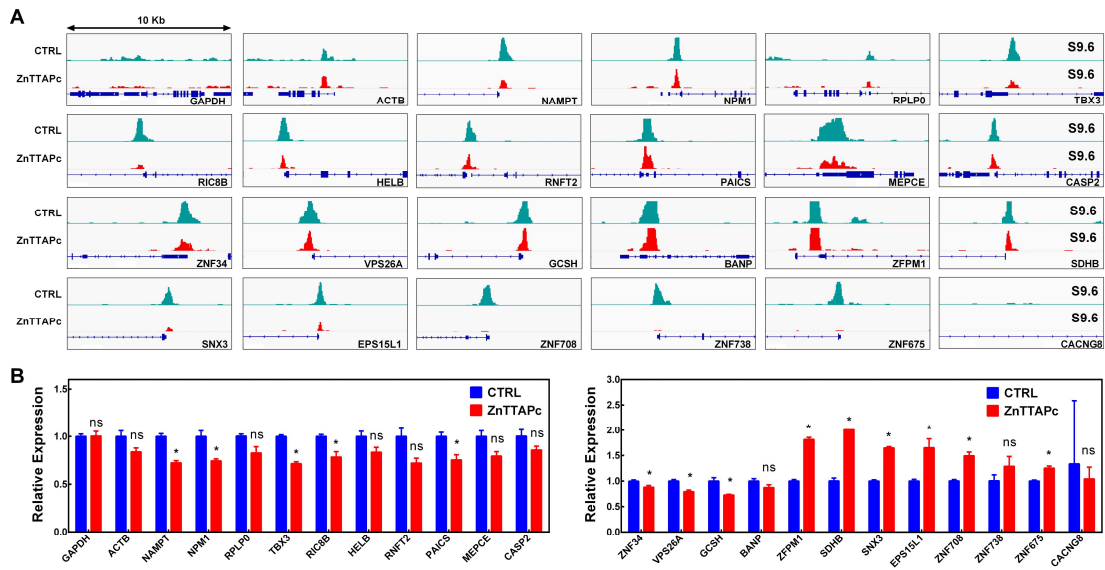 A
10 Kb
CTRL
ZnTTAPc
GAPDH
ACTB
NAMPT
NPM1
RPLP0
S9.6
S9.6
TBX3
CTRL
ZnTTAPc
RIC8B
HELB
RNFT2
PAICS
MEPCE
S9.6
S9.6
CASP2
CTRL
ZnTTAPc
ZNF34
VPS26A
GCSH
BANP
ZFPM1
S9.6
S9.6
SDHB
CTRL
ZnTTAPc
SNX3
EPS15L1
ZNF708
ZNF738
ZNF675
S9.6
S9.6
CACNG8
B
Relative Expression
1.5
1.0
0.5
0.0
CTRL
ZnTTAPc
ns
ns
*
*
ns
*
*
ns
ns
*
ns
ns
GAPDH
ACTB
NAMPT
NPM1
RPLP0
TBX3
RIC8B
HELB
RNFT2
PAICS
MEPCE
CASP2
Relative Expression
3.0
2.5
2.0
1.5
1.0
0.5
0.0
CTRL
ZnTTAPc
*
*
*
ns
*
*
*
*
*
ns
*
ns
ZNF34
VPS26A
GCSH
BANP
ZFPM1
SDHB
SNX3
EPS15L1
ZNF708
ZNF738
ZNF675
CACNG8